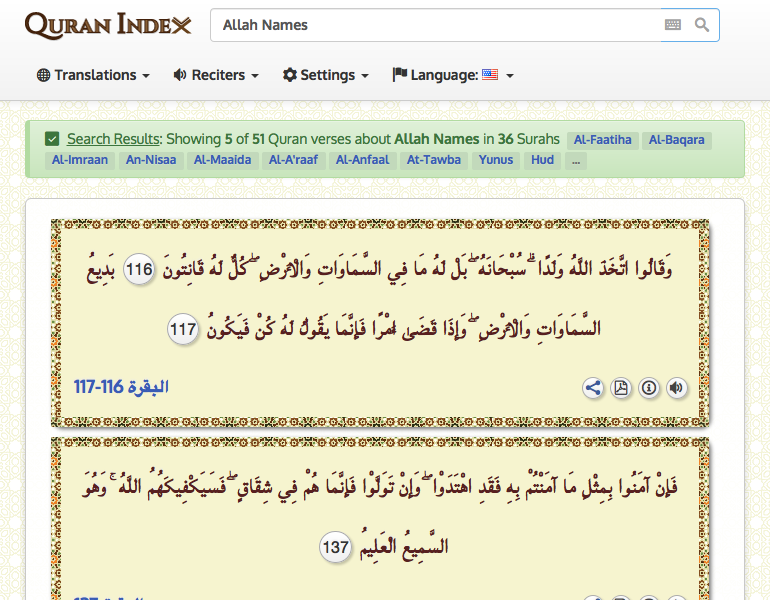 QURAN INDEX
Allah Names
Translations Reciters Settings Language:
Search Results: Showing 5 of 51 Quran verses about Allah Names in 36 Surahs Al-Faatiha Al-Baqara
Al-Imraan An-Nisaa Al-Maaida Al-A'raaf Al-Anfaal At-Tawba Yunus Hud ...
وَقَالُوا اتَّخَذَ اللَّهُ وَلَدًا ۗ سُبْحَانَهُ ۖ بَلْ لَهُ مَا فِي السَّمَاوَاتِ وَالْأَرْضِ ۖ كُلٌّ لَهُ قَانِتُونَ 116 بَدِيعُ
السَّمَاوَاتِ وَالْأَرْضِ ۖ وَإِذَا قَضَىٰ أَمْرًا فَإِنَّمَا يَقُولُ لَهُ كُنْ فَيَكُونُ 117
البقرة 116-117
فَإِنْ آمَنُوا بِمِثْلِ مَا آمَنْتُمْ بِهِ فَقَدِ اهْتَدَوْا ۖ وَإِنْ تَوَلَّوْا فَإِنَّمَا هُمْ فِي شِقَاقٍ ۖ فَسَيَكْفِيكَهُمُ اللَّهُ ۚ وَهُوَ
السَّمِيعُ الْعَلِيمُ 137